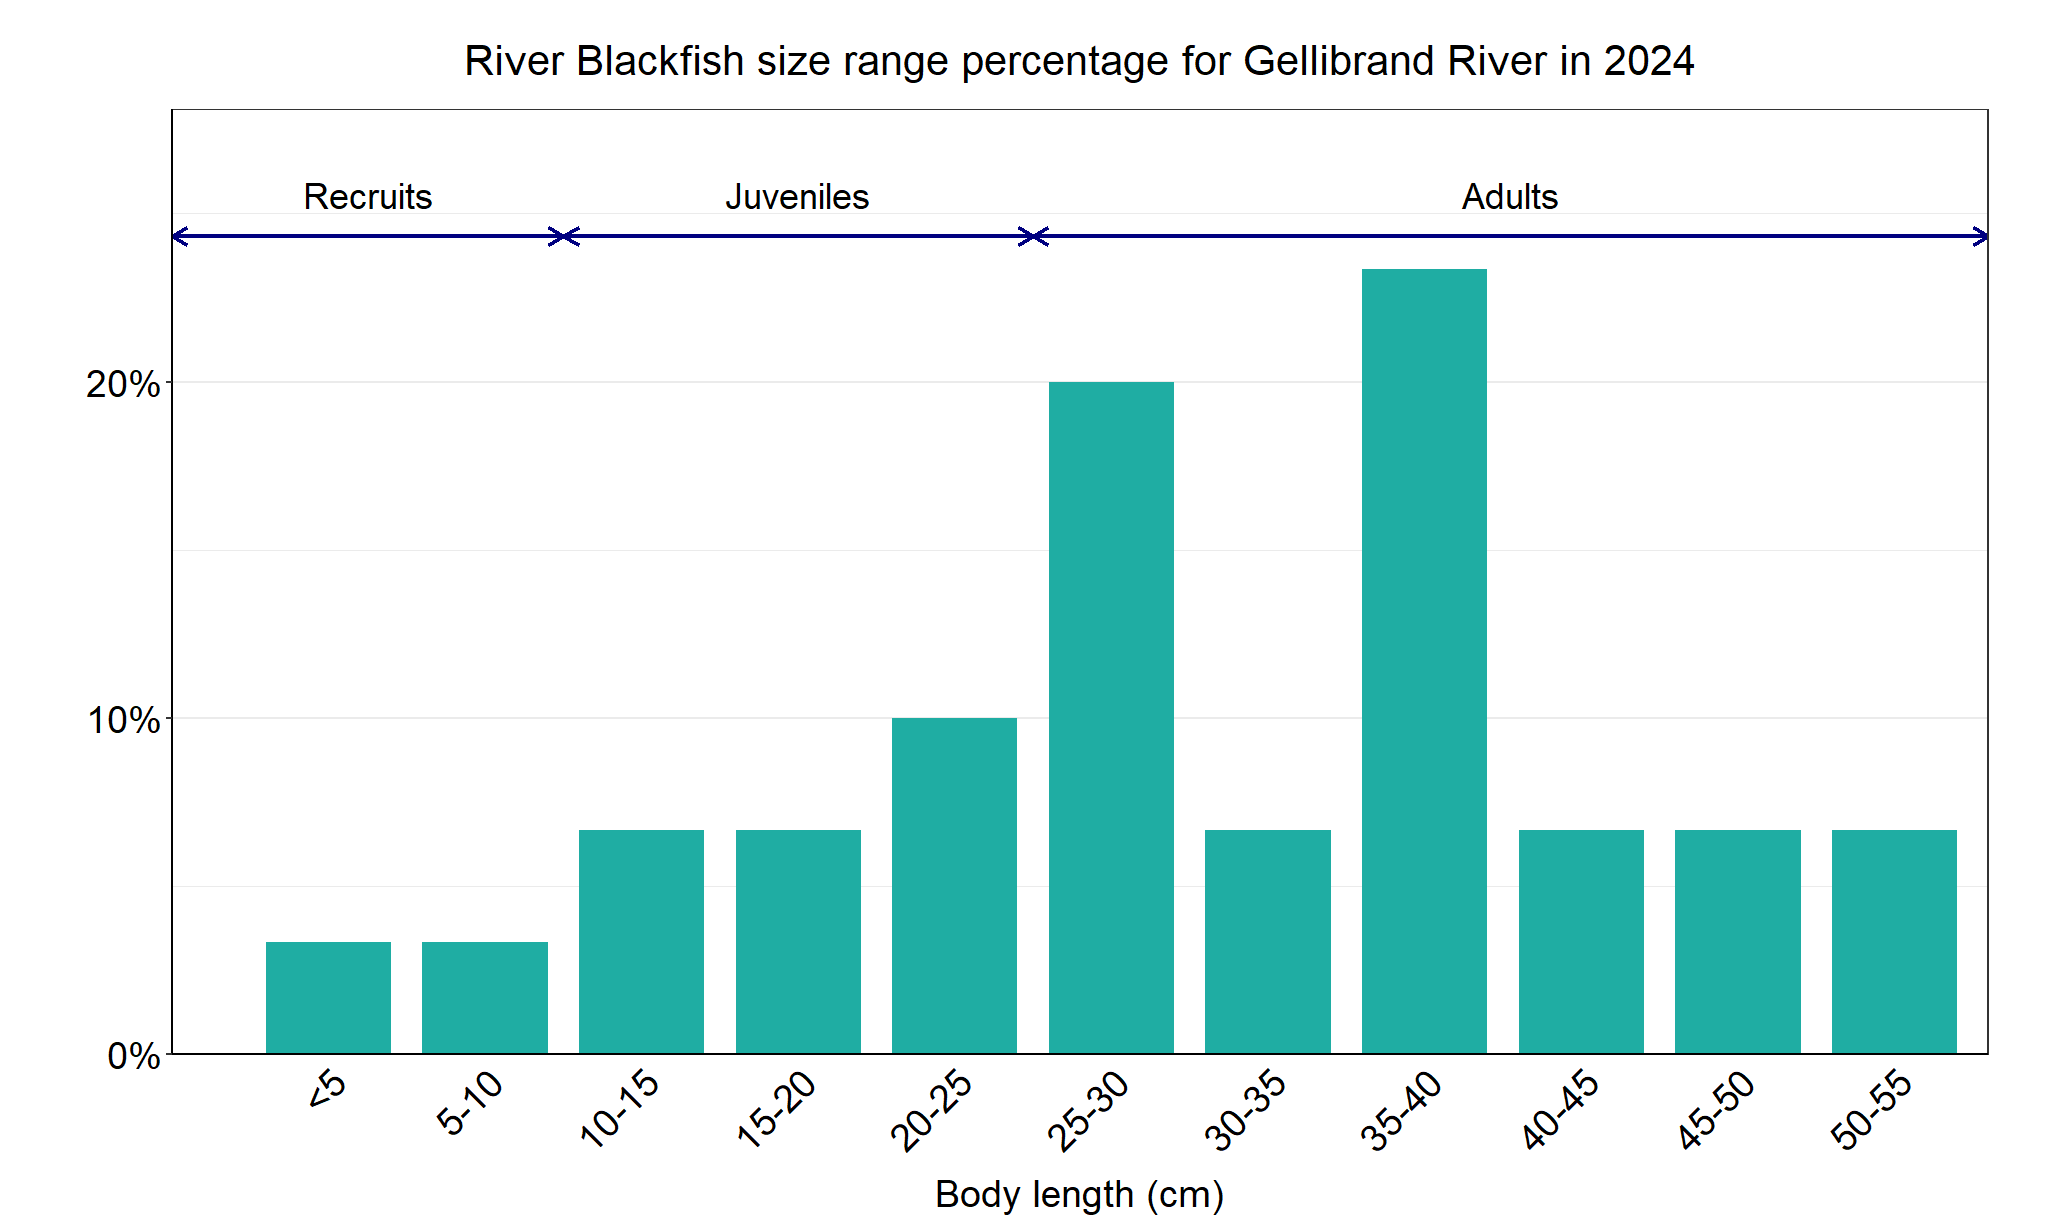 River Blackfish size range percentage for Gellibrand River in 2024
Recruits
Juveniles
Adults
20%
10%
0%
<5
5-10
10-15
15-20
20-25
25-30
30-35
35-40
40-45
45-50
50-55
Body length (cm)